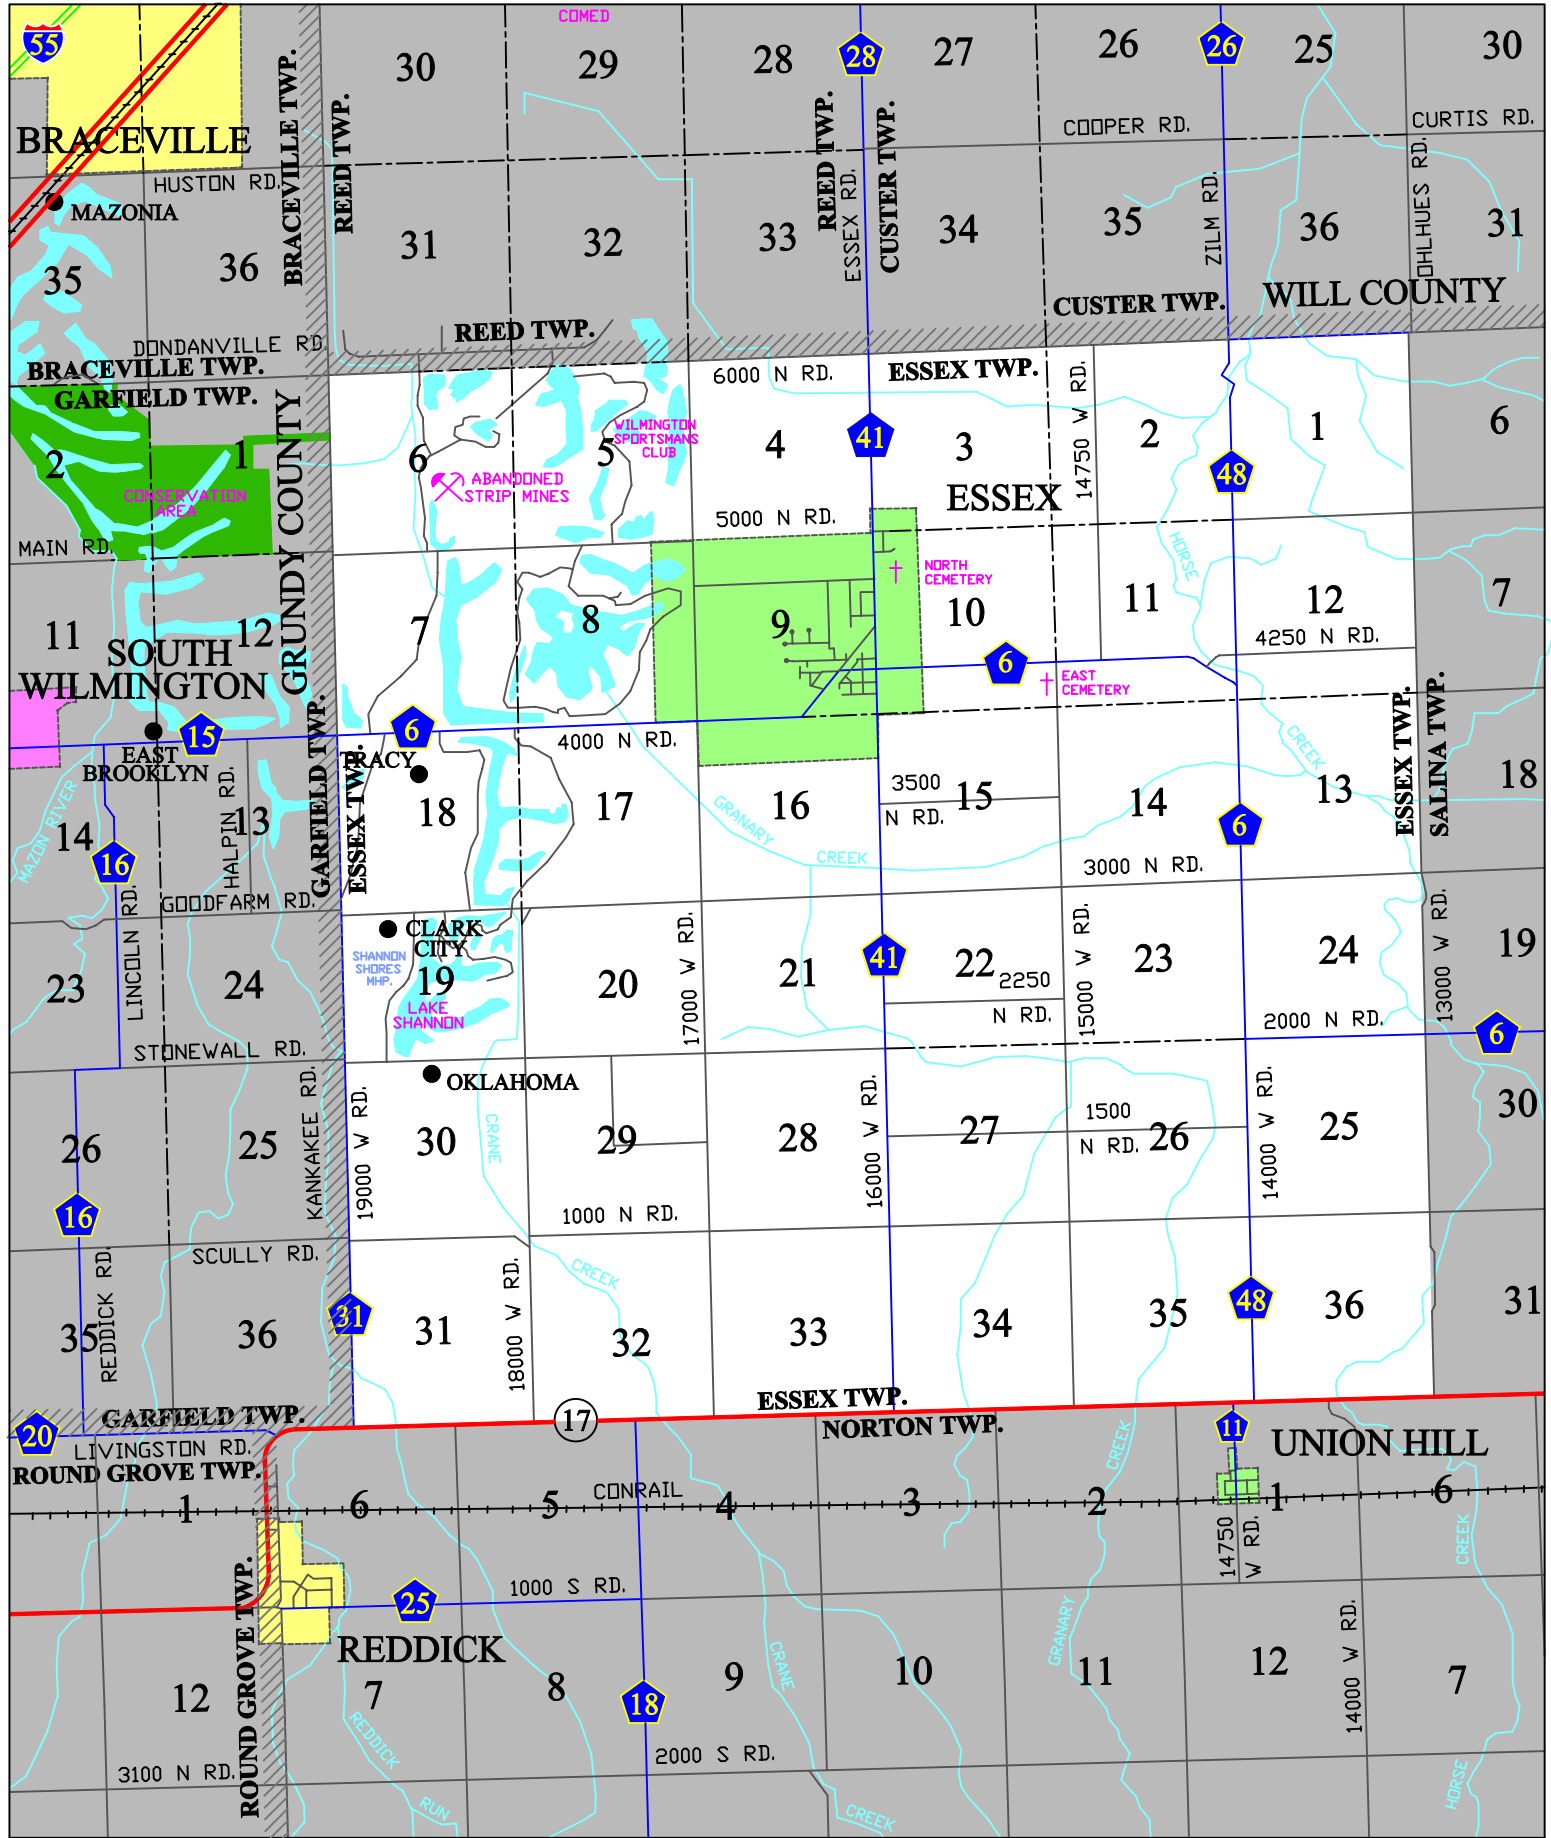 COMED
55
30
29
28
28
27
26
26
25
30
BRACEVILLE
BRACEVILLE TWP.
REED TWP.
REED TWP.
CUSTER TWP.
ESSEX RD.
COOPER RD.
CURTIS RD.
HUSTON RD.
MAZONIA
35
36
31
32
33
34
35
ZILM RD.
36
OHLHUES RD.
31
WILL COUNTY
CUSTER TWP.
REED TWP.
DONDANVILLE RD.
BRACEVILLE TWP.
GARFIELD TWP.
6000 N RD.
ESSEX TWP.
2
1
CONSERVATION
AREA
GRUNDY COUNTY
6
5
WILMINGTON
SPORTSMANS
CLUB
ABANDONED
STRIP MINES
4
41
3
14750 W RD.
2
48
1
6
ESSEX
MAIN RD.
5000 N RD.
NORTH
CEMETERY
HORSE
11
12
7
8
9
10
11
12
7
SOUTH
WILMINGTON
4250 N RD.
6
EAST
CEMETERY
15
EAST
BROOKLYN
GARFIELD TWP.
ESSEX TWP.
6
TRACY
4000 N RD.
CREEK
ESSEX TWP.
SALINA TWP.
MAZON RIVER
14
HALPIN RD.
13
18
17
16
3500
N RD.
15
14
6
13
18
16
GRANARY
CREEK
3000 N RD.
GOODFARM RD.
LINCOLN RD.
CLARK
CITY
SHANNON
SHORES
MHP.
19
LAKE
SHANNON
23
24
20
17000 W RD.
21
41
22
2250
N RD.
15000 W RD.
23
24
13000 W RD.
19
2000 N RD.
6
STONEWALL RD.
OKLAHOMA
26
25
KANKAKEE RD.
19000 W RD.
30
CRANE
29
28
16000 W RD.
27
1500
N RD.
26
14000 W RD.
25
30
16
1000 N RD.
SCULLY RD.
CREEK
35
REDDICK RD.
36
31
31
18000 W RD.
32
33
34
35
48
36
31
17
ESSEX TWP.
NORTON TWP.
GARFIELD TWP.
20
LIVINGSTON RD.
ROUND GROVE TWP.
CREEK
11
UNION HILL
CONRAIL
1
6
5
4
3
2
1
6
14750
W RD.
CREEK
ROUND GROVE TWP.
25
1000 S RD.
REDDICK
GRANARY
14000 W RD.
12
7
8
18
9
CRANE
10
11
12
7
REDDICK
RUN
3100 N RD.
2000 S RD.
CREEK
HORSE